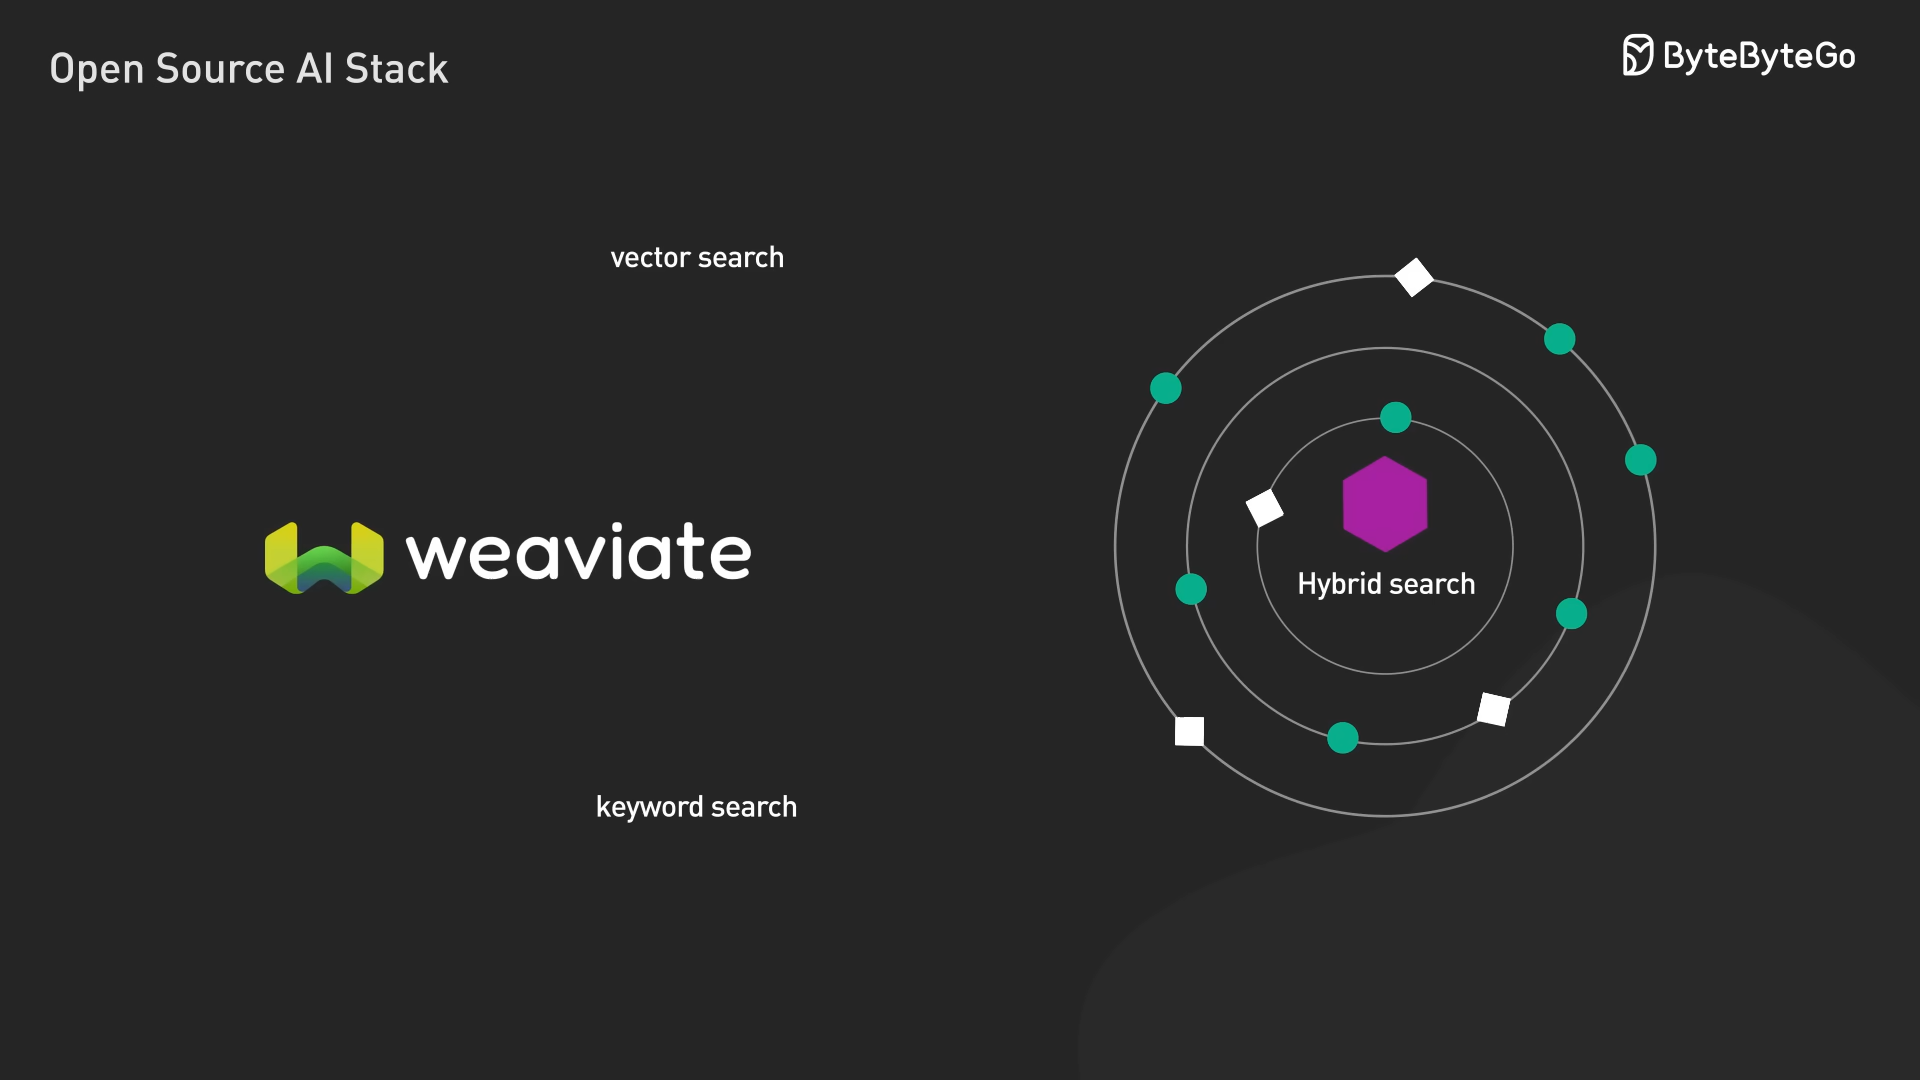 Open Source AI Stack
ByteByteGo
vector search
weaviate
Hybrid search
keyword search